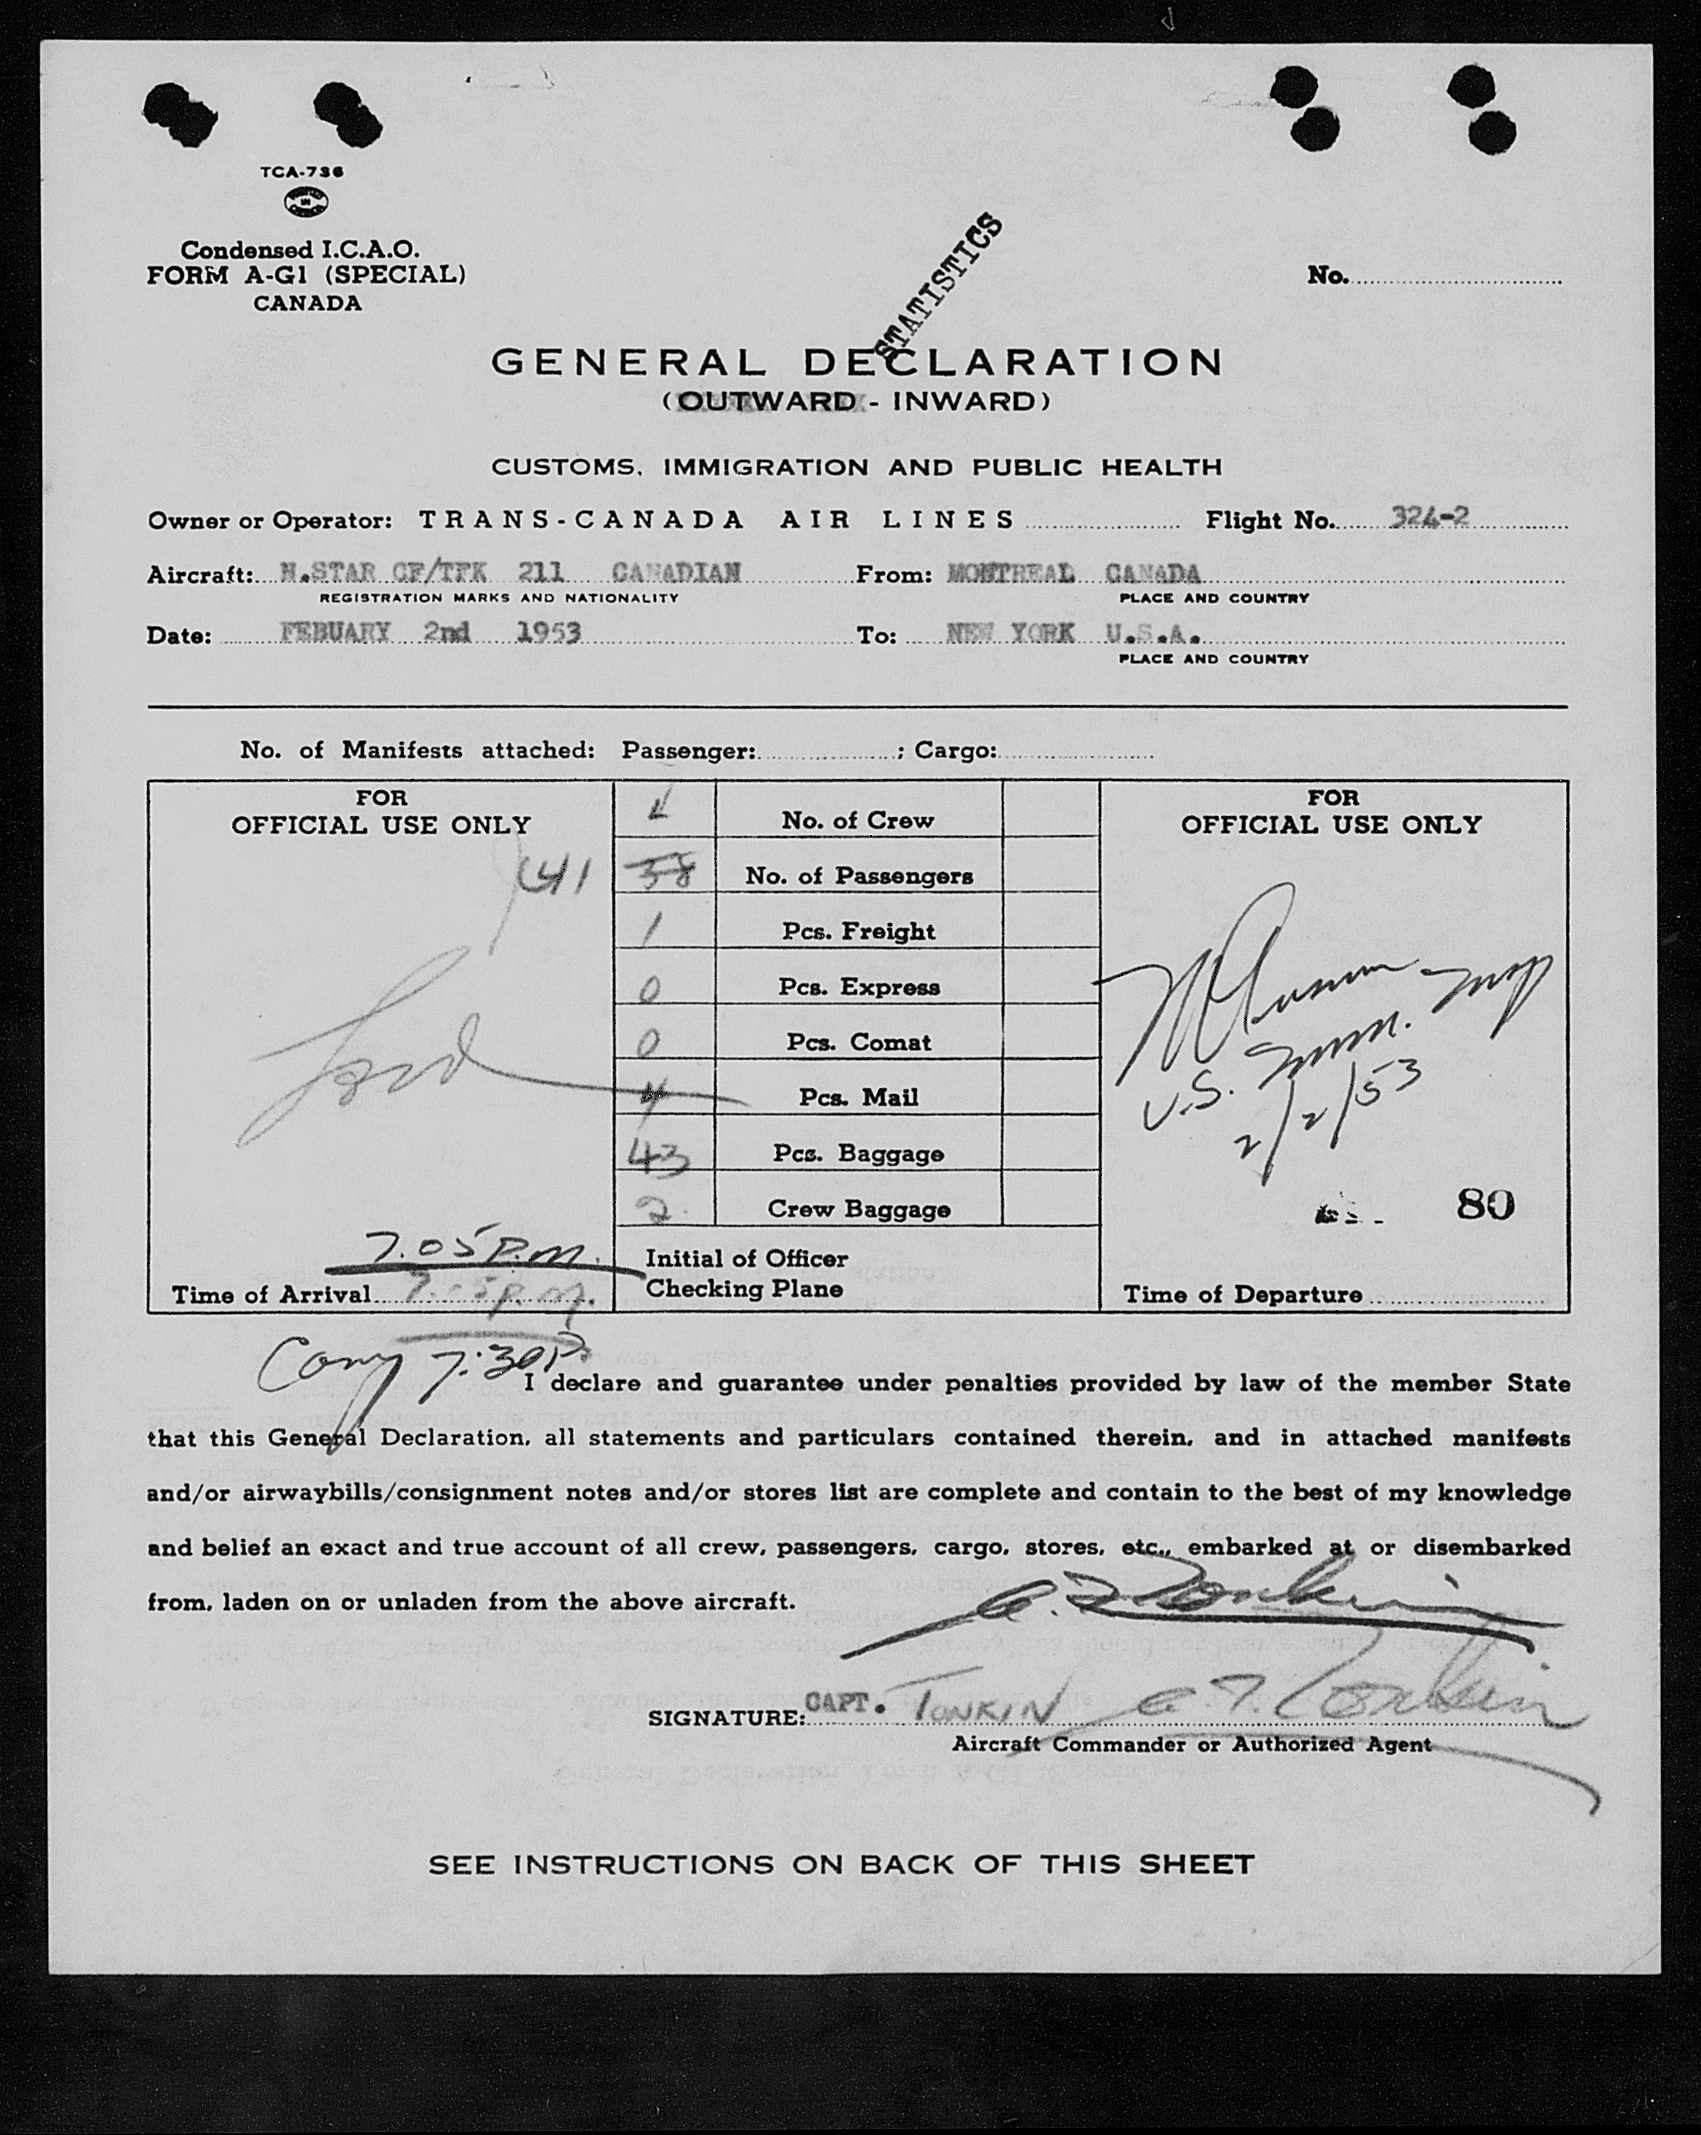 TCA-736
Condensed I.C.A.O.
FORM A-G1 (SPECIAL)
CANADA
No.
STATISTICS
GENERAL DECLARATION
(OUTWARD - INWARD)
CUSTOMS, IMMIGRATION AND PUBLIC HEALTH
Owner or Operator: TRANS-CANADA AIR LINES Flight No. 324-2
Aircraft: N.STAR CF/TFK 211 CANADIAN From: MONTREAL CANADA
REGISTRATION MARKS AND NATIONALITY PLACE AND COUNTRY
Date: FEBUARY 2nd 1953 To: NEW YORK U.S.A.
PLACE AND COUNTRY
No. of Manifests attached: Passenger: ; Cargo:
FOR
OFFICIAL USE ONLY
No. of Crew
41 38 No. of Passengers
1 Pcs. Freight
0 Pcs. Express
0 Pcs. Comat
4 Pcs. Mail
43 Pcs. Baggage
2 Crew Baggage
7.05 P.m.
Time of Arrival
Initial of Officer
Checking Plane
FOR
OFFICIAL USE ONLY
U.S. Imm. Insp
2/2/53
80
Time of Departure
7:30P.
I declare and guarantee under penalties provided by law of the member State
that this General Declaration, all statements and particulars contained therein, and in attached manifests
and/or airwaybills/consignment notes and/or stores list are complete and contain to the best of my knowledge
and belief an exact and true account of all crew, passengers, cargo, stores, etc., embarked at or disembarked
from, laden on or unladen from the above aircraft.
SIGNATURE: CAPT. TONKIN
Aircraft Commander or Authorized Agent
SEE INSTRUCTIONS ON BACK OF THIS SHEET